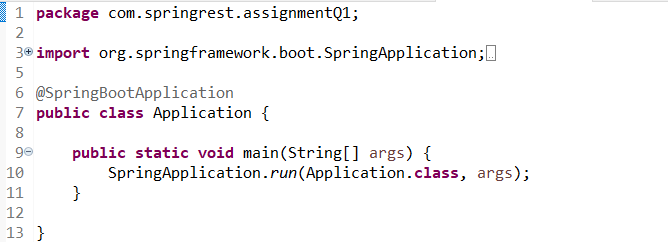 1 package com.springrest.assignmentQ1;
2
3 import org.springframework.boot.SpringApplication;
5
6 @SpringBootApplication
7 public class Application {
8
9     public static void main(String[] args) {
10         SpringApplication.run(Application.class, args);
11     }
12
13 }